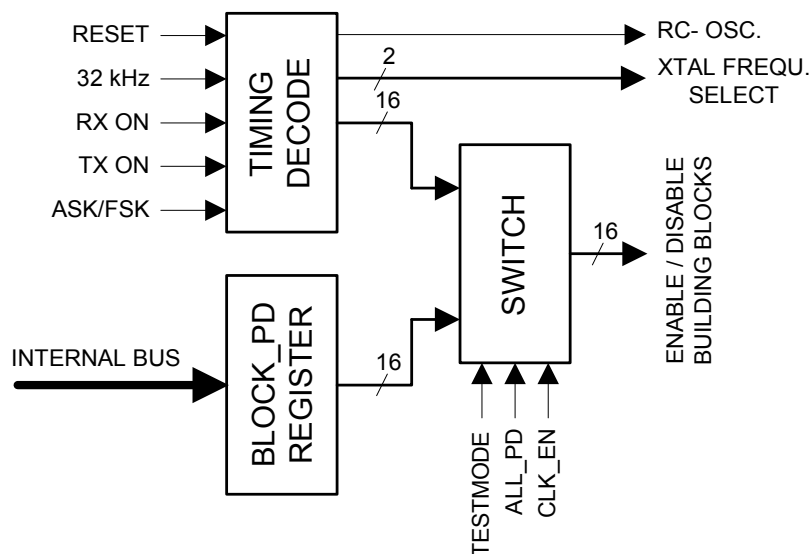 RESET
32 kHz
RX ON
TX ON
ASK/FSK
TIMING
DECODE
2
16
RC- OSC.
XTAL FREQU.
SELECT
SWITCH
16
ENABLE / DISABLE
BUILDING BLOCKS
INTERNAL BUS
BLOCK_PD
REGISTER
16
TESTMODE
ALL_PD
CLK_EN